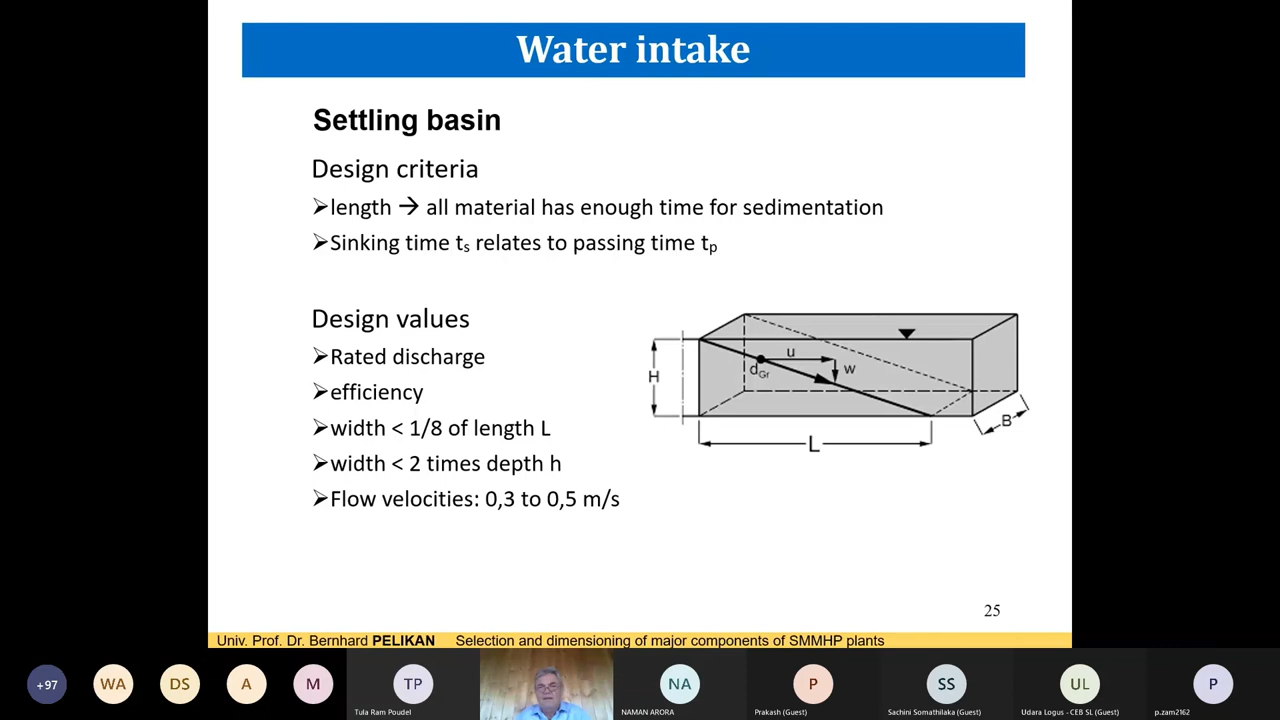 Water intake
Settling basin
Design criteria
➢length → all material has enough time for sedimentation
➢Sinking time ts relates to passing time tp
Design values
➢Rated discharge
➢efficiency
➢width < 1/8 of length L
➢width < 2 times depth h
➢Flow velocities: 0,3 to 0,5 m/s
u
w
dGr
H
B
L
25
Univ. Prof. Dr. Bernhard PELIKAN Selection and dimensioning of major components of SMMHP plants
+97 WA DS A M TP NA P SS UL P
Tula Ram Poudel NAMAN ARORA Prakash (Guest) Sachini Somathilaka (Guest) Udara Logus - CEB SL (Guest) p.zam2162